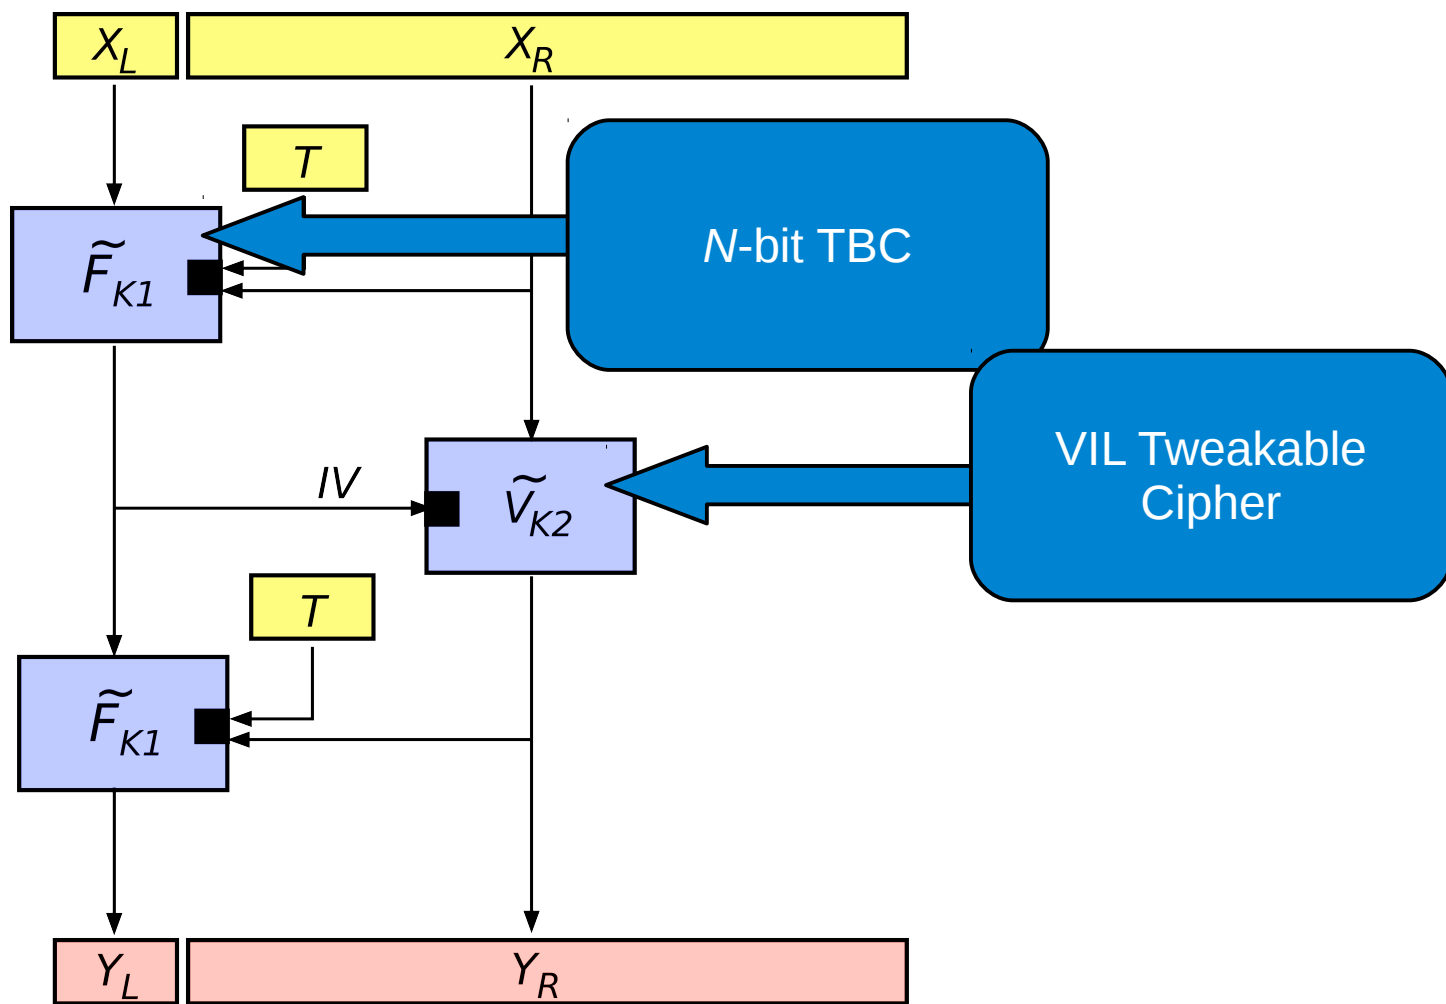 X_L X_R
T
F̃_K1
N-bit TBC
VIL Tweakable
Cipher
IV
Ṽ_K2
T
F̃_K1
Y_L Y_R